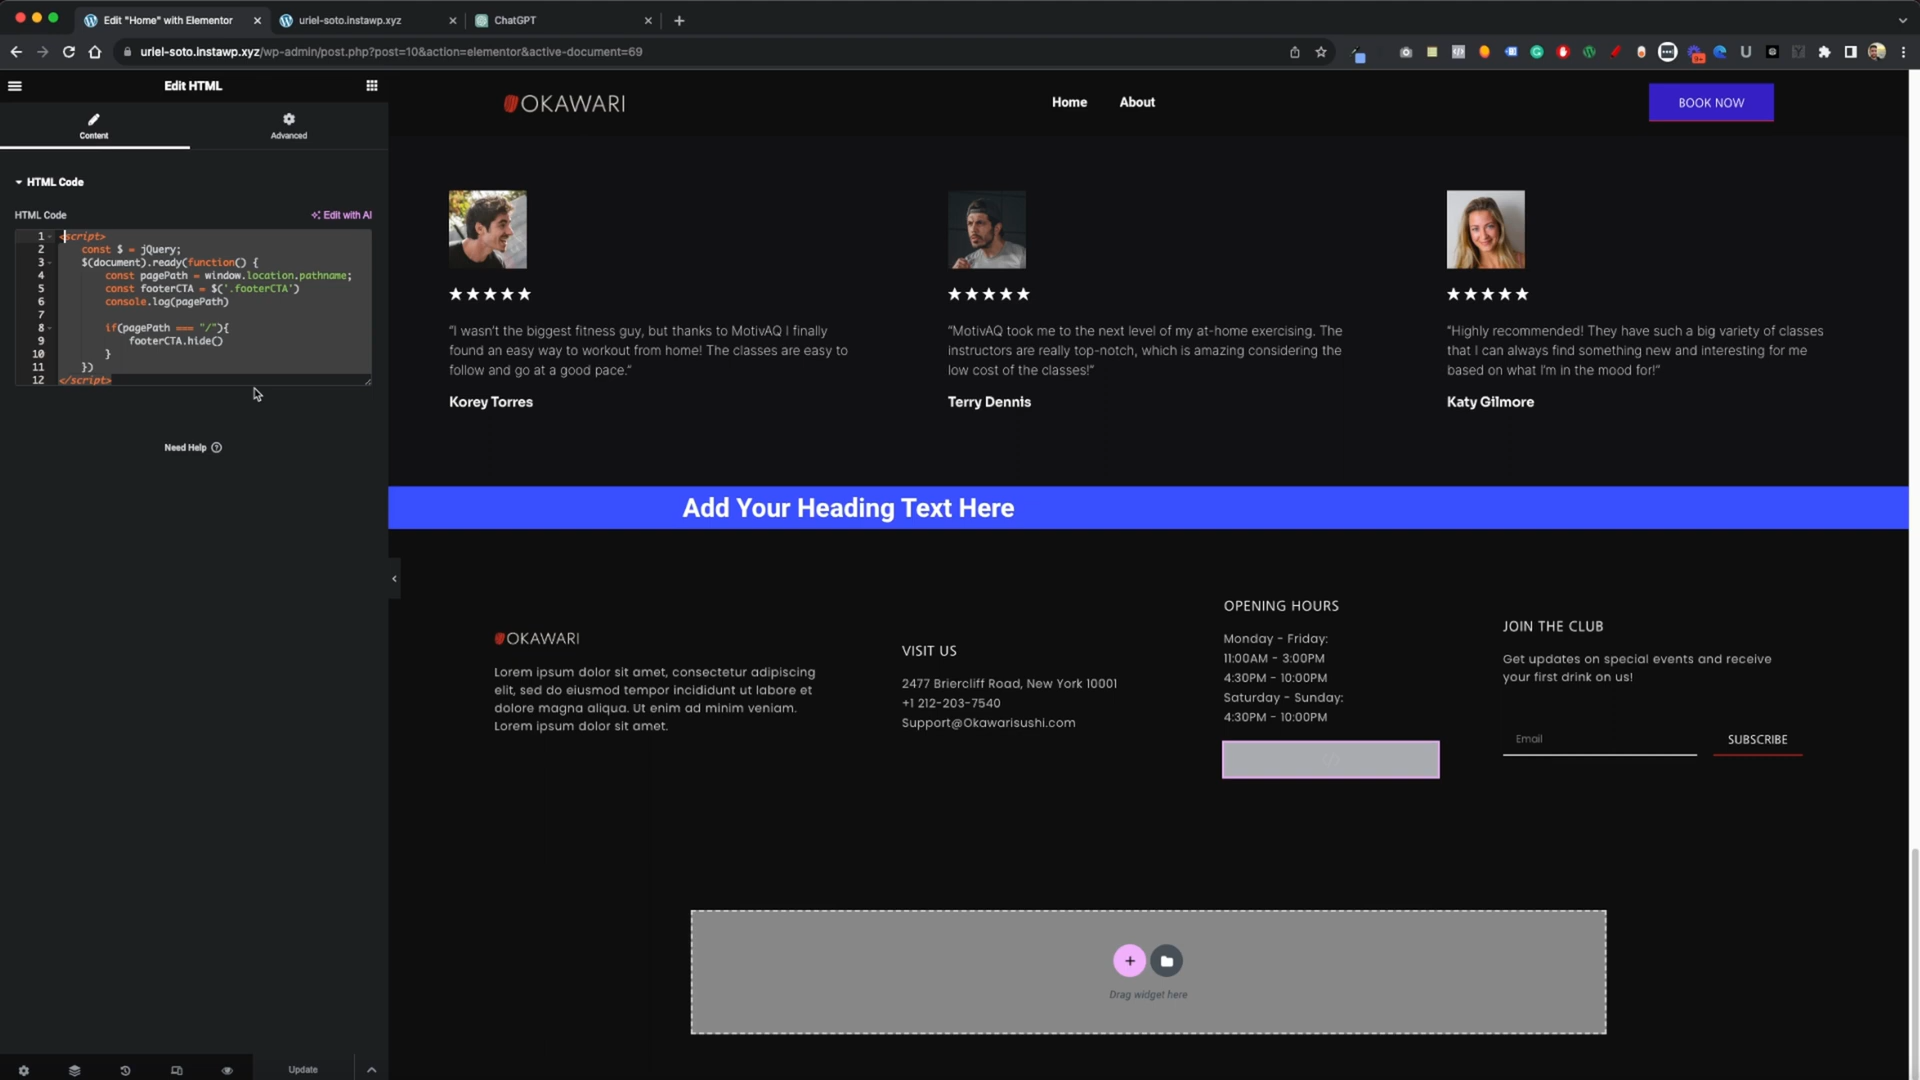 Edit "Home" with Elementor
uriel-soto.instawp.xyz
ChatGPT
uriel-soto.instawp.xyz/wp-admin/post.php?post=10&action=elementor&active-document=69
Edit HTML
Content
Advanced
HTML Code
HTML Code
Edit with AI
1 <script>
2 const $ = jQuery;
3 $(document).ready(function() {
4 const pagePath = window.location.pathname;
5 const footerCTA = $('.footerCTA')
6 console.log(pagePath)
7
8 if(pagePath === "/"){
9 footerCTA.hide()
10 }
11 })
12 </script>
Need Help
Update
OKAWARI
Home
About
BOOK NOW
★★★★★
"I wasn't the biggest fitness guy, but thanks to MotivAQ I finally
found an easy way to workout from home! The classes are easy to
follow and go at a good pace."
Korey Torres
★★★★★
"MotivAQ took me to the next level of my at-home exercising. The
instructors are really top-notch, which is amazing considering the
low cost of the classes!"
Terry Dennis
★★★★★
"Highly recommended! They have such a big variety of classes
that I can always find something new and interesting for me
based on what I'm in the mood for!"
Katy Gilmore
Add Your Heading Text Here
OKAWARI
Lorem ipsum dolor sit amet, consectetur adipiscing
elit, sed do eiusmod tempor incididunt ut labore et
dolore magna aliqua. Ut enim ad minim veniam.
Lorem ipsum dolor sit amet.
VISIT US
2477 Briercliff Road, New York 10001
+1 212-203-7540
Support@Okawarisushi.com
OPENING HOURS
Monday - Friday:
11:00AM - 3:00PM
4:30PM - 10:00PM
Saturday - Sunday:
4:30PM - 10:00PM
JOIN THE CLUB
Get updates on special events and receive
your first drink on us!
Email
SUBSCRIBE
Drag widget here